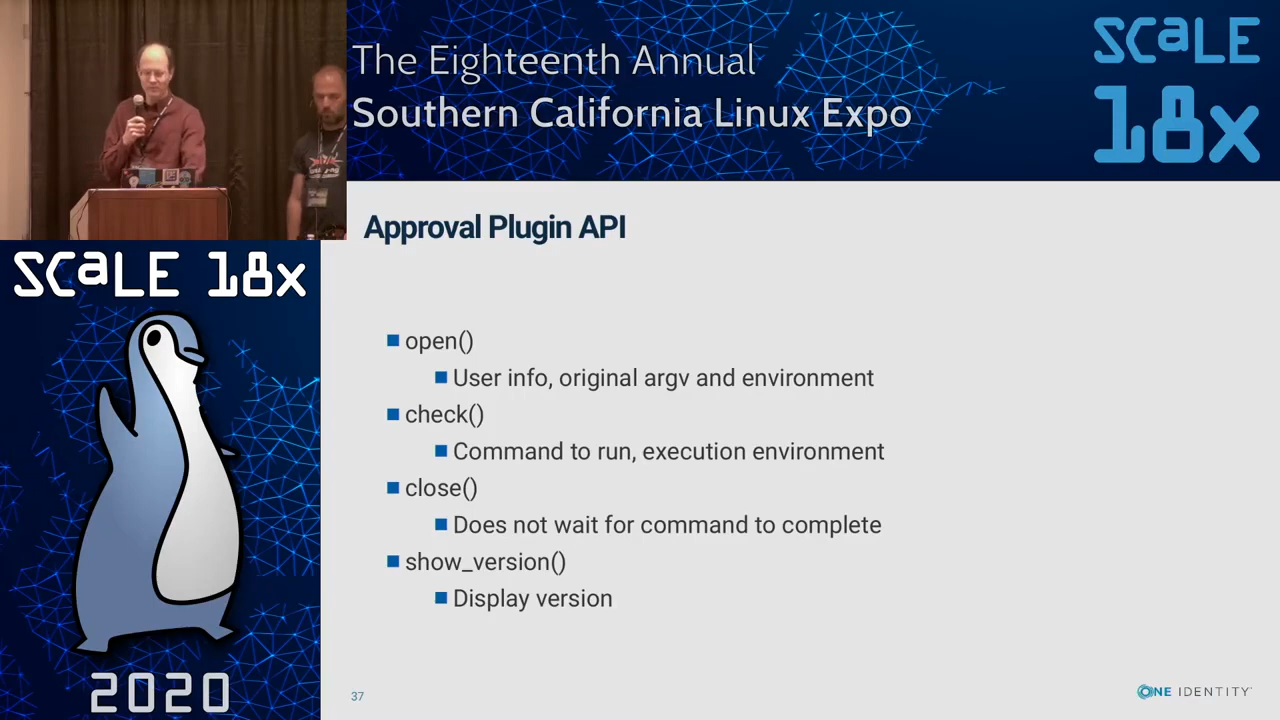 The Eighteenth Annual
Southern California Linux Expo
SCaLE
18x
SCaLE 18x
2020
Approval Plugin API
open()
User info, original argv and environment
check()
Command to run, execution environment
close()
Does not wait for command to complete
show_version()
Display version
37
ONE IDENTITY